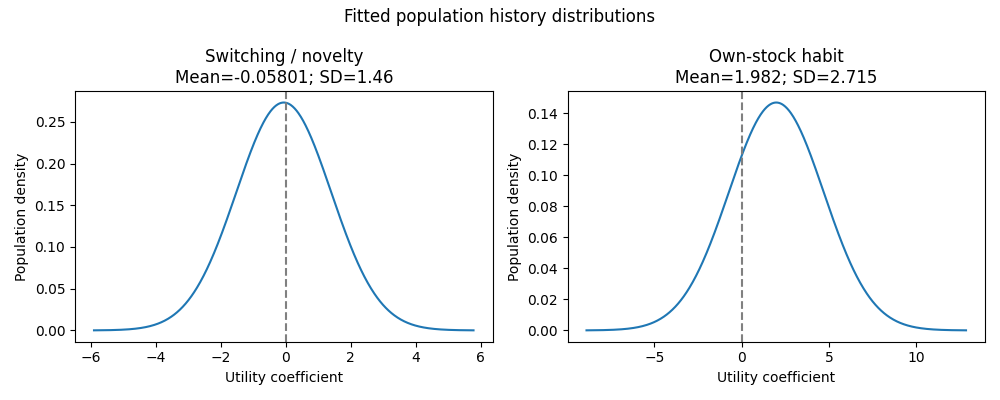 Fitted population history distributions
Switching / novelty
Mean=-0.05801; SD=1.46
Population density
0.25
0.20
0.15
0.10
0.05
0.00
−6
−4
−2
0
2
4
6
Utility coefficient
Own-stock habit
Mean=1.982; SD=2.715
Population density
0.14
0.12
0.10
0.08
0.06
0.04
0.02
0.00
−5
0
5
10
Utility coefficient